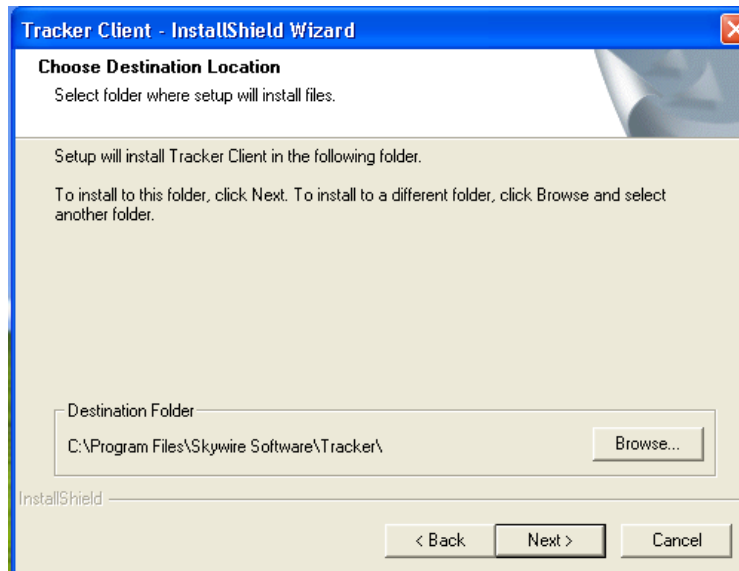 Tracker Client - InstallShield Wizard
Choose Destination Location
Select folder where setup will install files.
Setup will install Tracker Client in the following folder.
To install to this folder, click Next. To install to a different folder, click Browse and select
another folder.
Destination Folder
C:\Program Files\Skywire Software\Tracker\
Browse...
InstallShield
< Back
Next >
Cancel